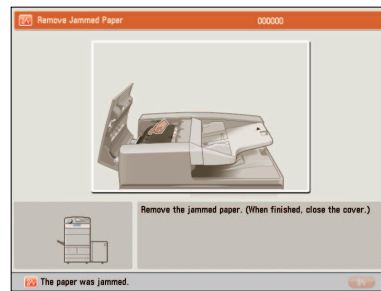 Remove Jammed Paper 000000
Remove the jammed paper. (When finished, close the cover.)
The paper was jammed.